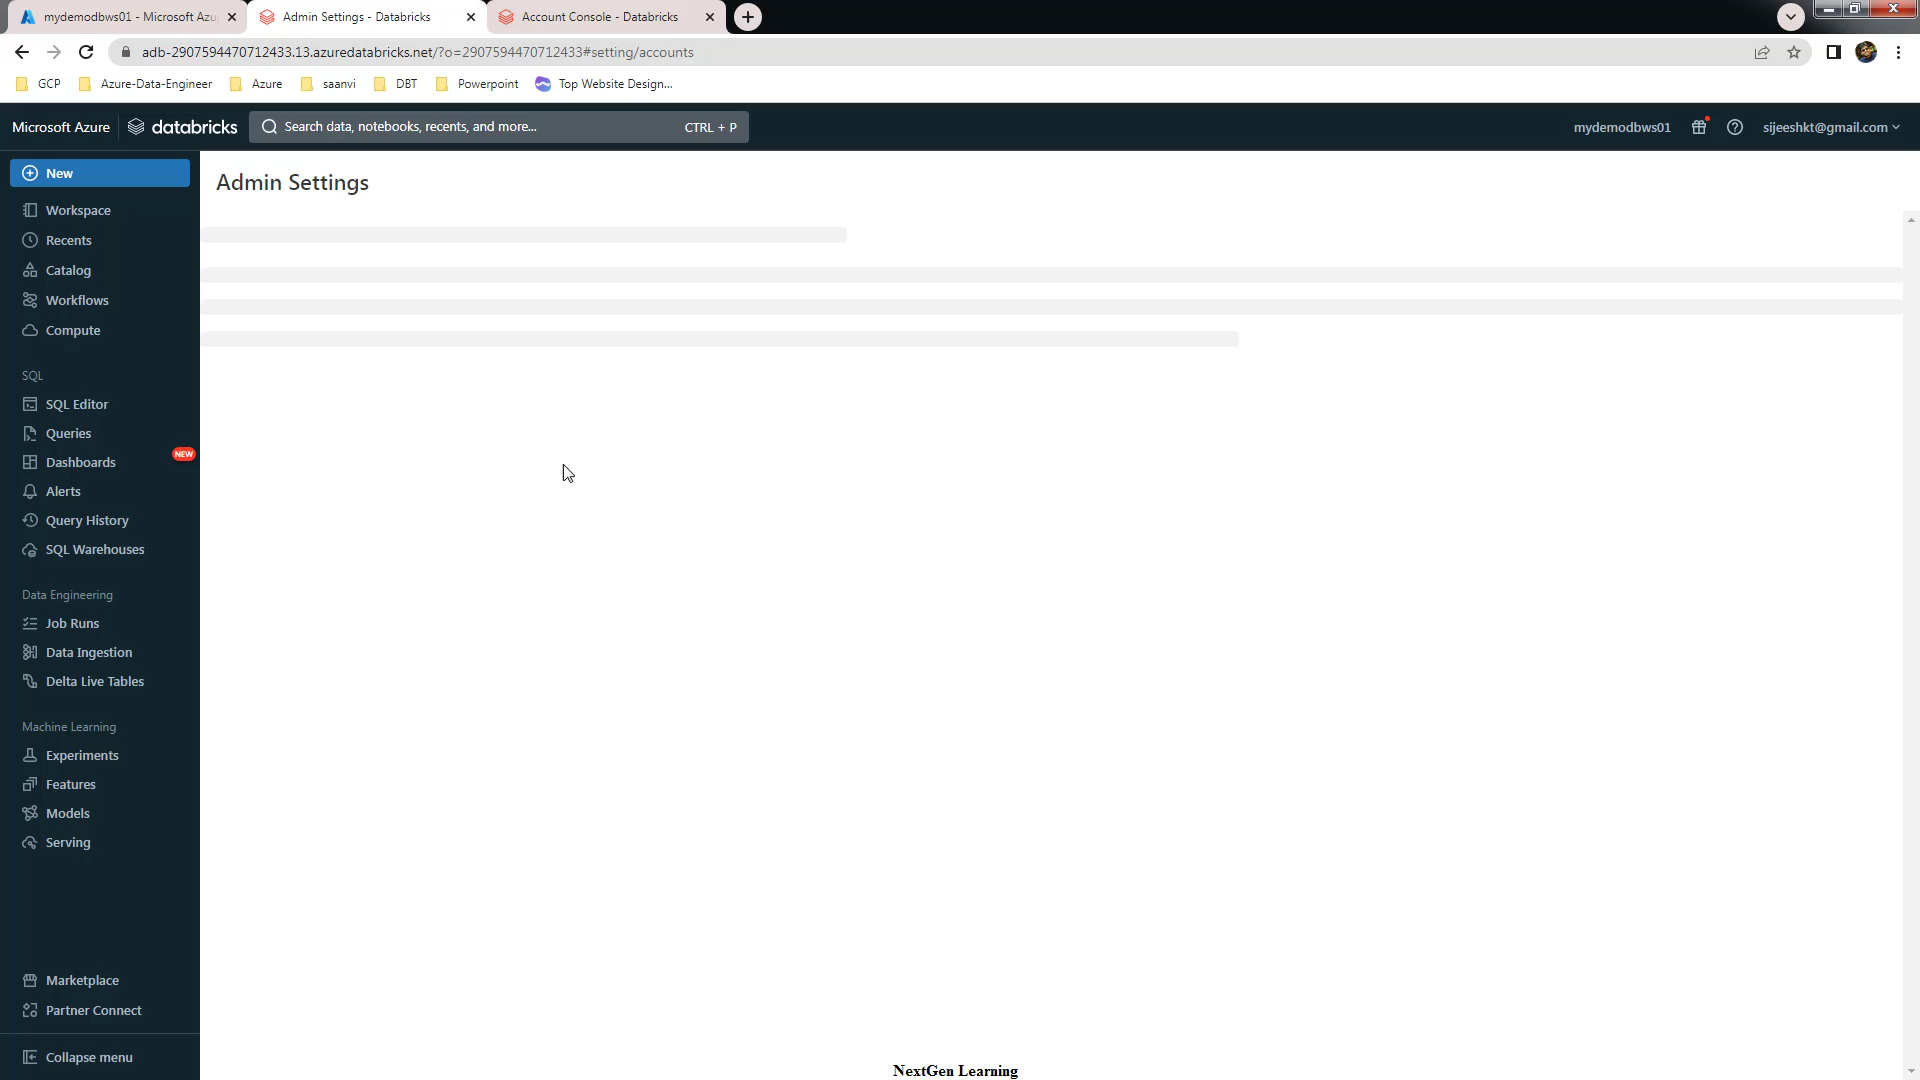 mydemodbws01 - Microsoft Azu
Admin Settings - Databricks
Account Console - Databricks
adb-2907594470712433.13.azuredatabricks.net/?o=2907594470712433#setting/accounts
GCP
Azure-Data-Engineer
Azure
saanvi
DBT
Powerpoint
Top Website Design...
Microsoft Azure
databricks
Search data, notebooks, recents, and more...
CTRL + P
mydemodbws01
sijeeshkt@gmail.com
New
Admin Settings
Workspace
Recents
Catalog
Workflows
Compute
SQL
SQL Editor
Queries
Dashboards
NEW
Alerts
Query History
SQL Warehouses
Data Engineering
Job Runs
Data Ingestion
Delta Live Tables
Machine Learning
Experiments
Features
Models
Serving
Marketplace
Partner Connect
Collapse menu
NextGen Learning